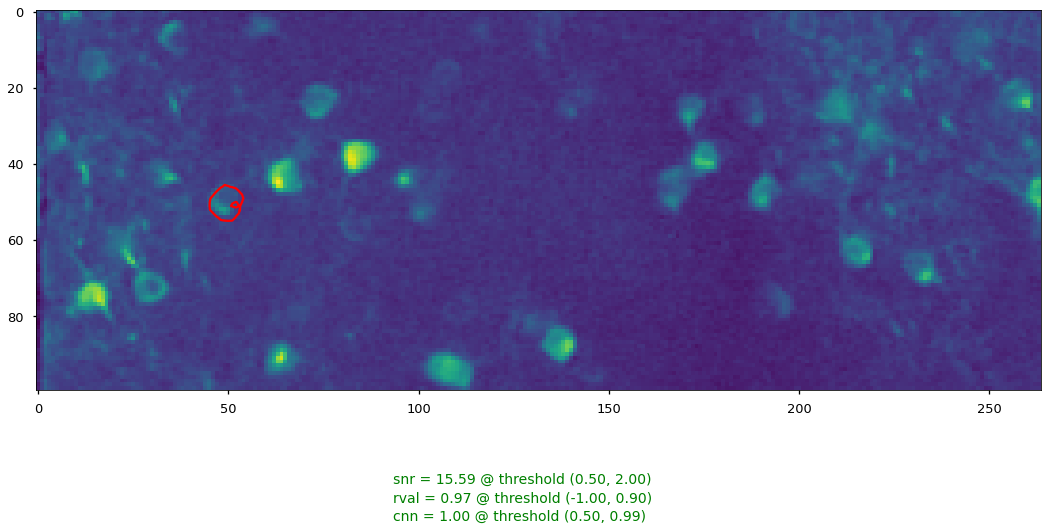 0
20
40
60
80
0 50 100 150 200 250
snr = 15.59 @ threshold (0.50, 2.00)
rval = 0.97 @ threshold (-1.00, 0.90)
cnn = 1.00 @ threshold (0.50, 0.99)